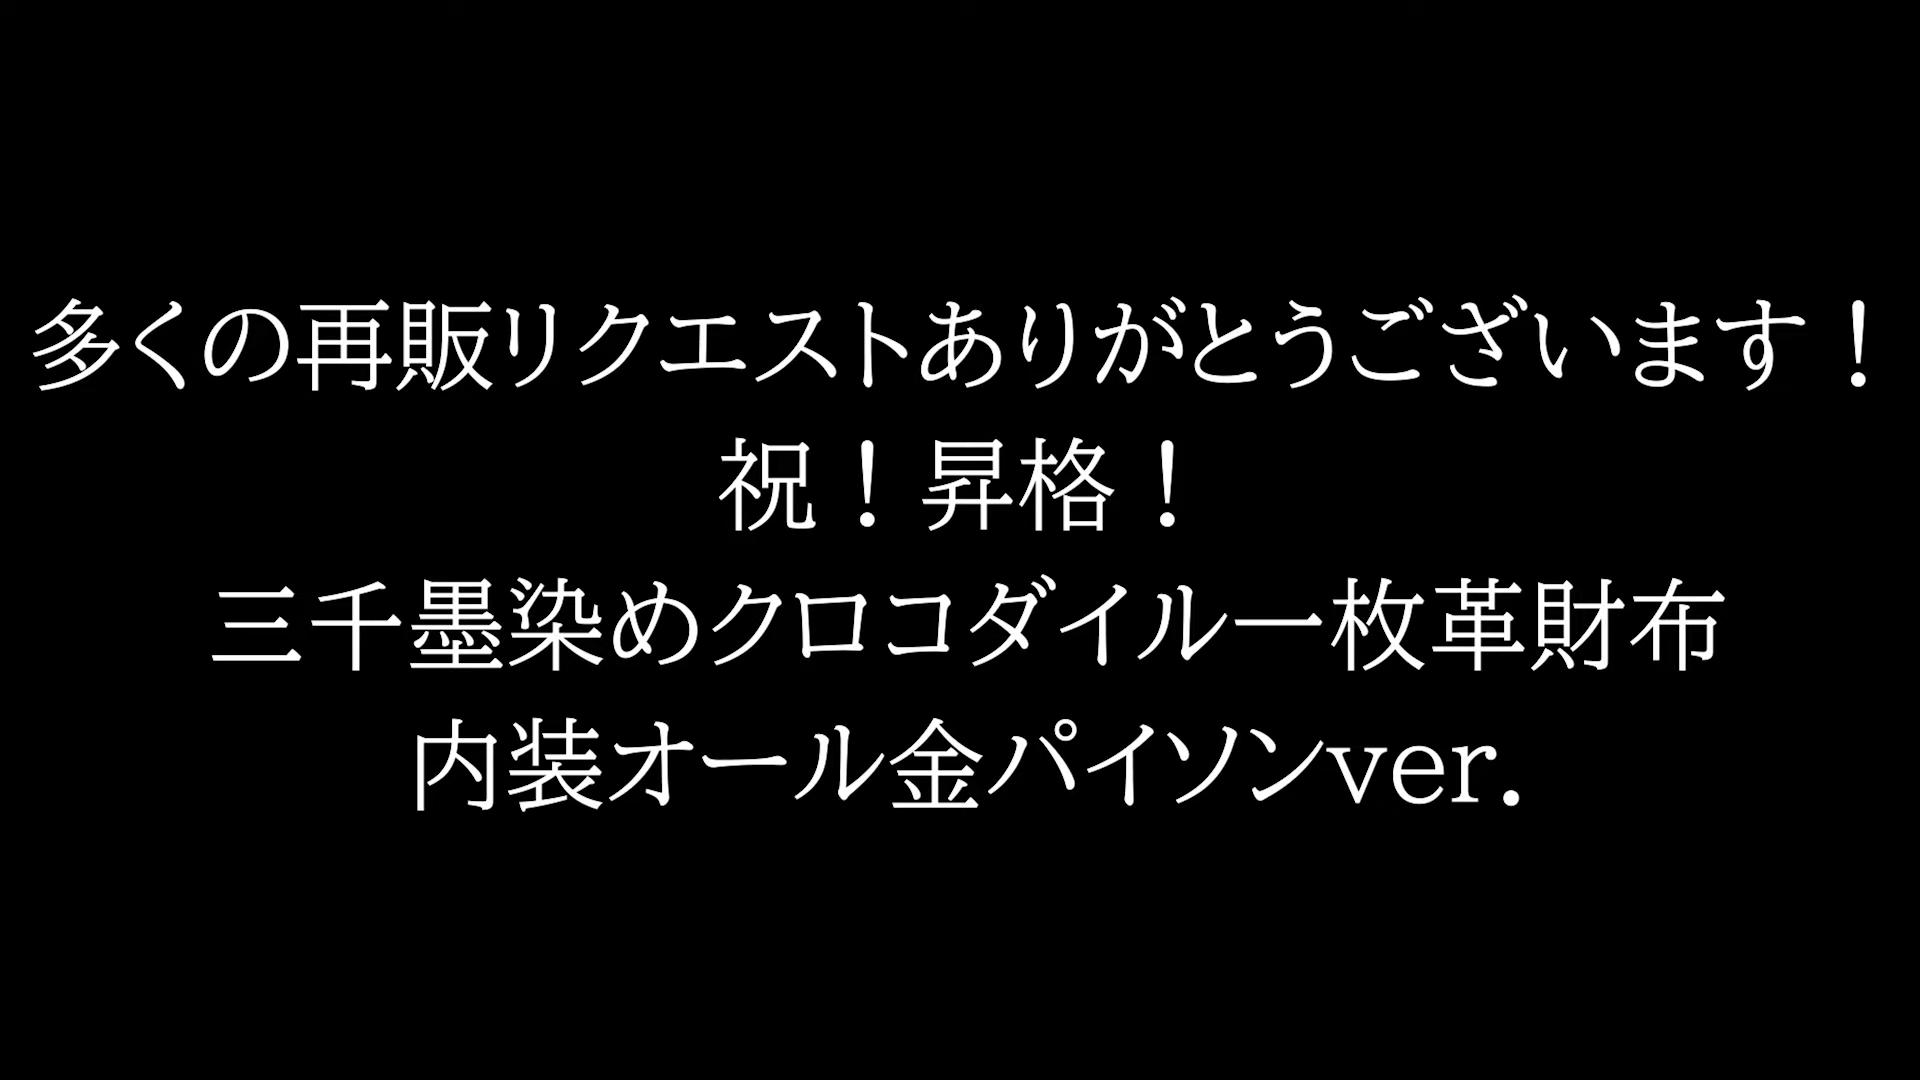 多くの再販リクエストありがとうございます！
祝！昇格！
三千墨染めクロコダイル一枚革財布
内装オール金パイソンver.